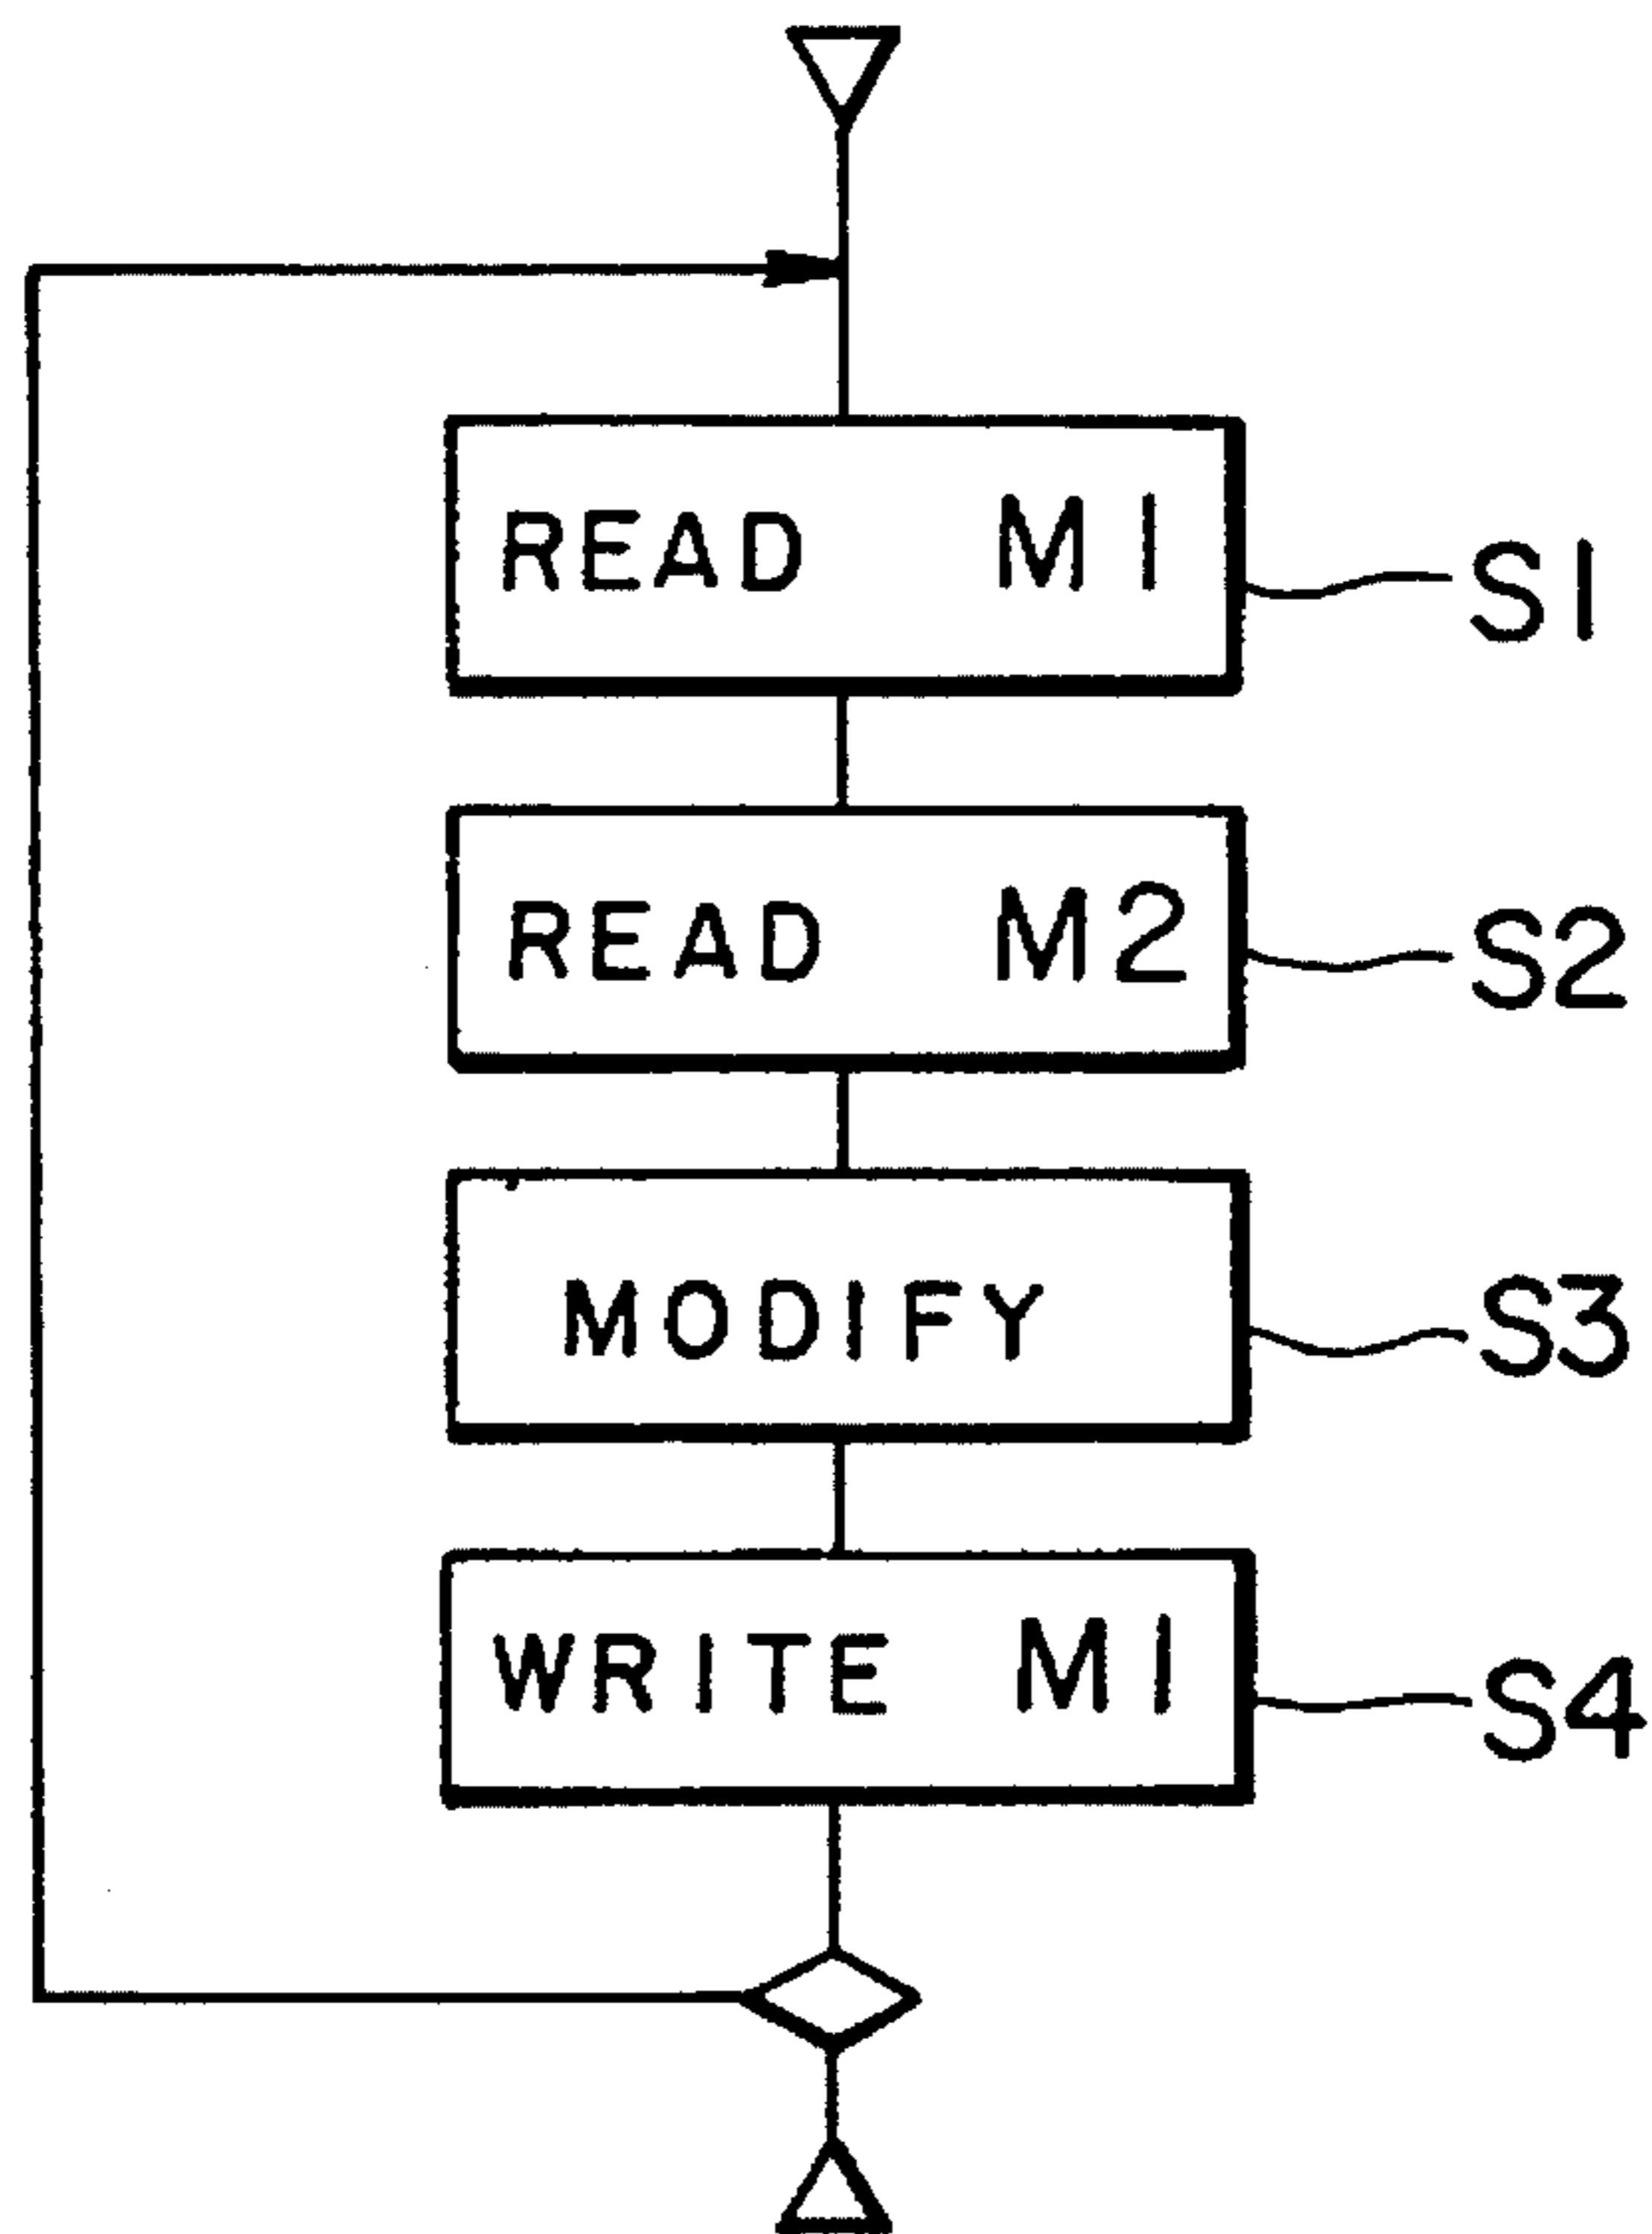 READ M1
S1
READ M2
S2
MODIFY
S3
WRITE M1
S4